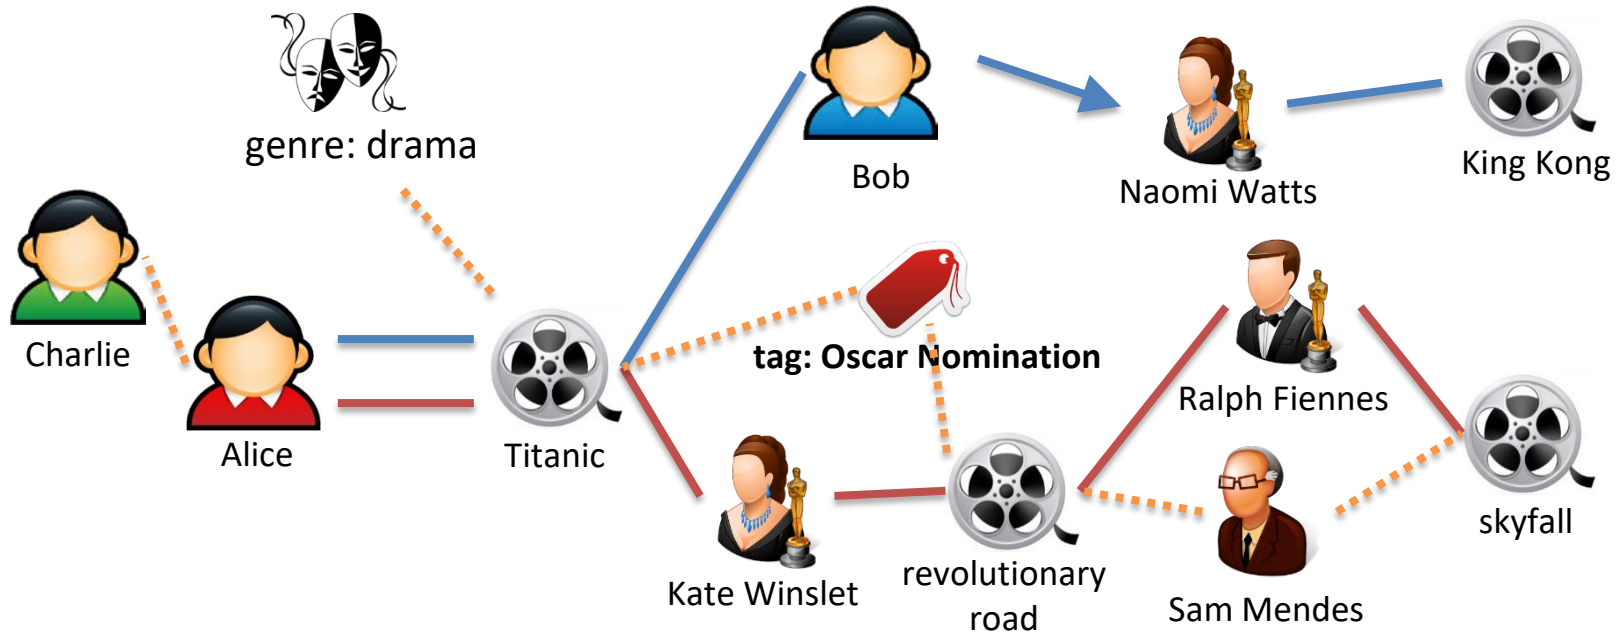 genre: drama
Bob
Naomi Watts
King Kong
Charlie
Alice
Titanic
tag: Oscar Nomination
Ralph Fiennes
Kate Winslet
revolutionary
road
Sam Mendes
skyfall